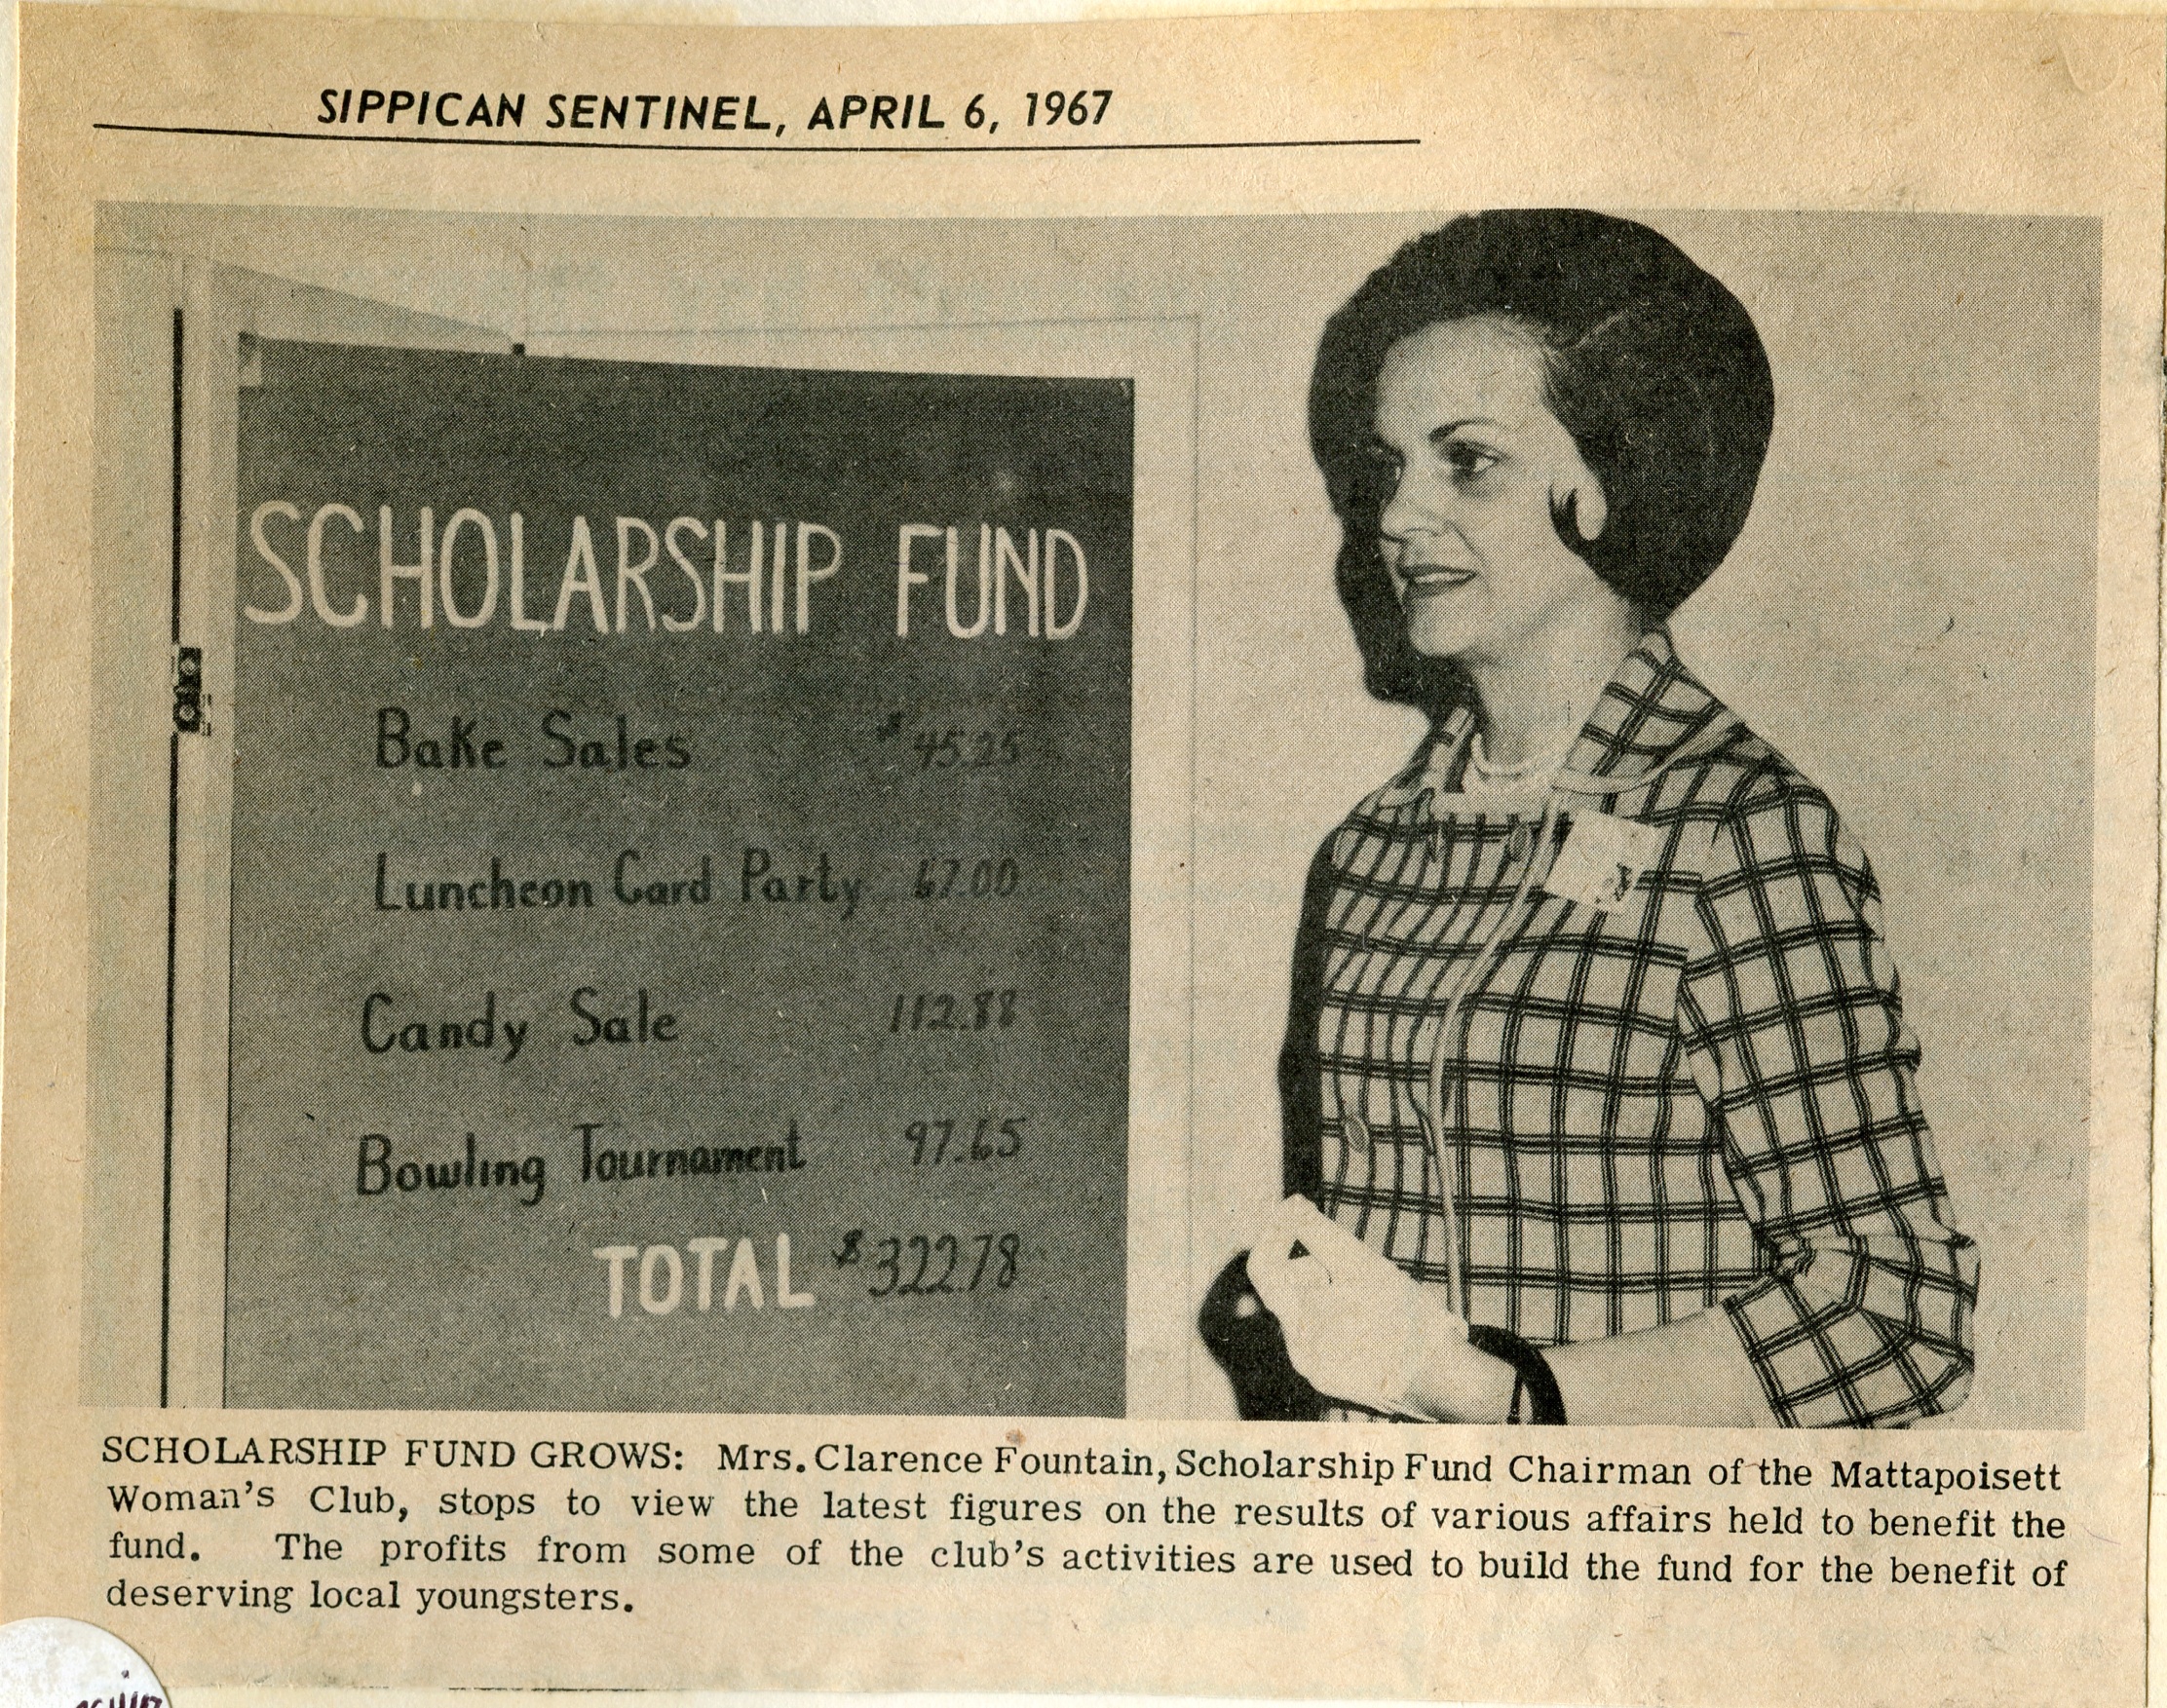 SIPPICAN SENTINEL, APRIL 6, 1967
SCHOLARSHIP FUND
Bake Sales $ 45.25
Luncheon Card Party 67.00
Candy Sale 112.88
Bowling Tournament 97.65
TOTAL $322.78
SCHOLARSHIP FUND GROWS: Mrs. Clarence Fountain, Scholarship Fund Chairman of the Mattapoisett
Woman's Club, stops to view the latest figures on the results of various affairs held to benefit the
fund. The profits from some of the club's activities are used to build the fund for the benefit of
deserving local youngsters.